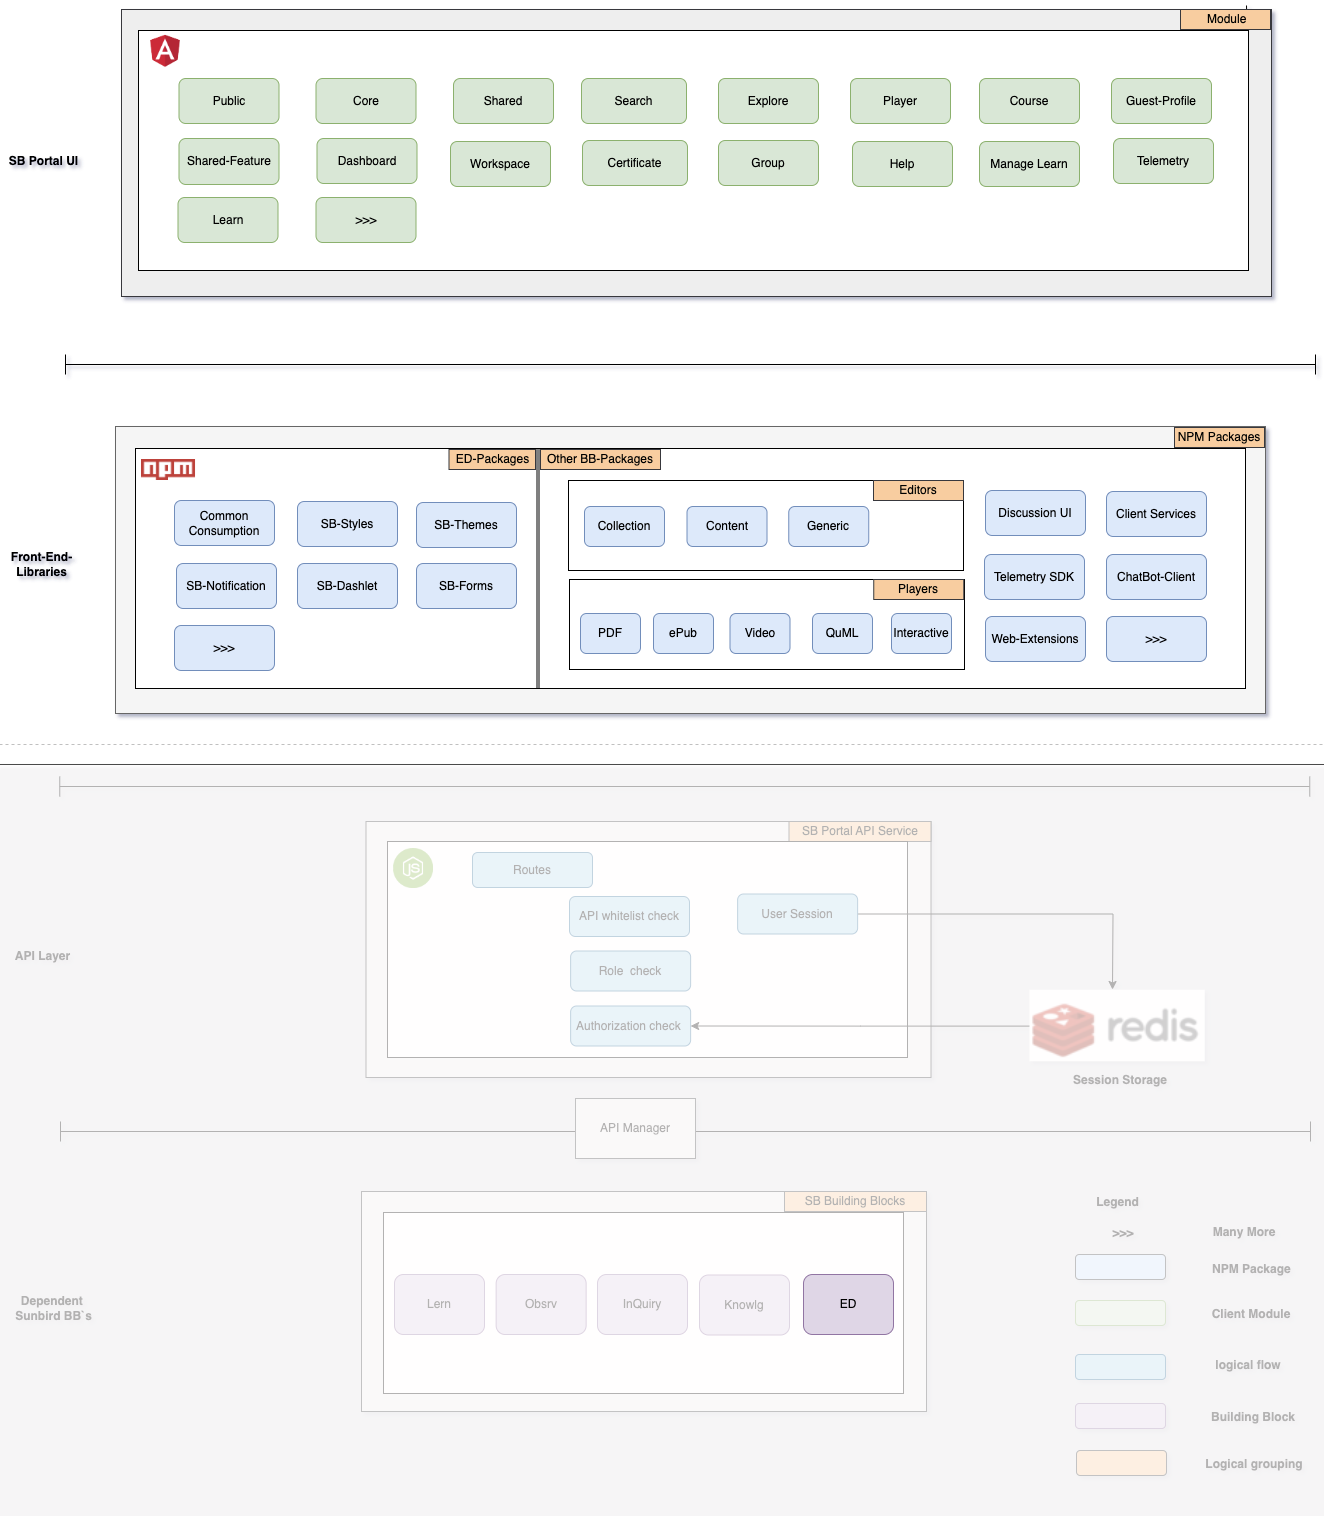 Module
A
Public
Core
Shared
Search
Explore
Player
Course
Guest-Profile
SB Portal UI
Shared-Feature
Dashboard
Workspace
Certificate
Group
Help
Manage Learn
Telemetry
Learn
>>>
NPM Packages
npm
ED-Packages
Other BB-Packages
Front-End-
Libraries
Common
Consumption
SB-Styles
SB-Themes
SB-Notification
SB-Dashlet
SB-Forms
>>>
Editors
Collection
Content
Generic
Players
PDF
ePub
Video
QuML
Interactive
Discussion UI
Client Services
Telemetry SDK
ChatBot-Client
Web-Extensions
>>>
SB Portal API Service
JS
Routes
API whitelist check
User Session
API Layer
Role  check
Authorization check
redis
Session Storage
API Manager
SB Building Blocks
Dependent
Sunbird BB`s
Lern
Obsrv
InQuiry
Knowlg
ED
Legend
>>>
Many More
NPM Package
Client Module
logical flow
Building Block
Logical grouping